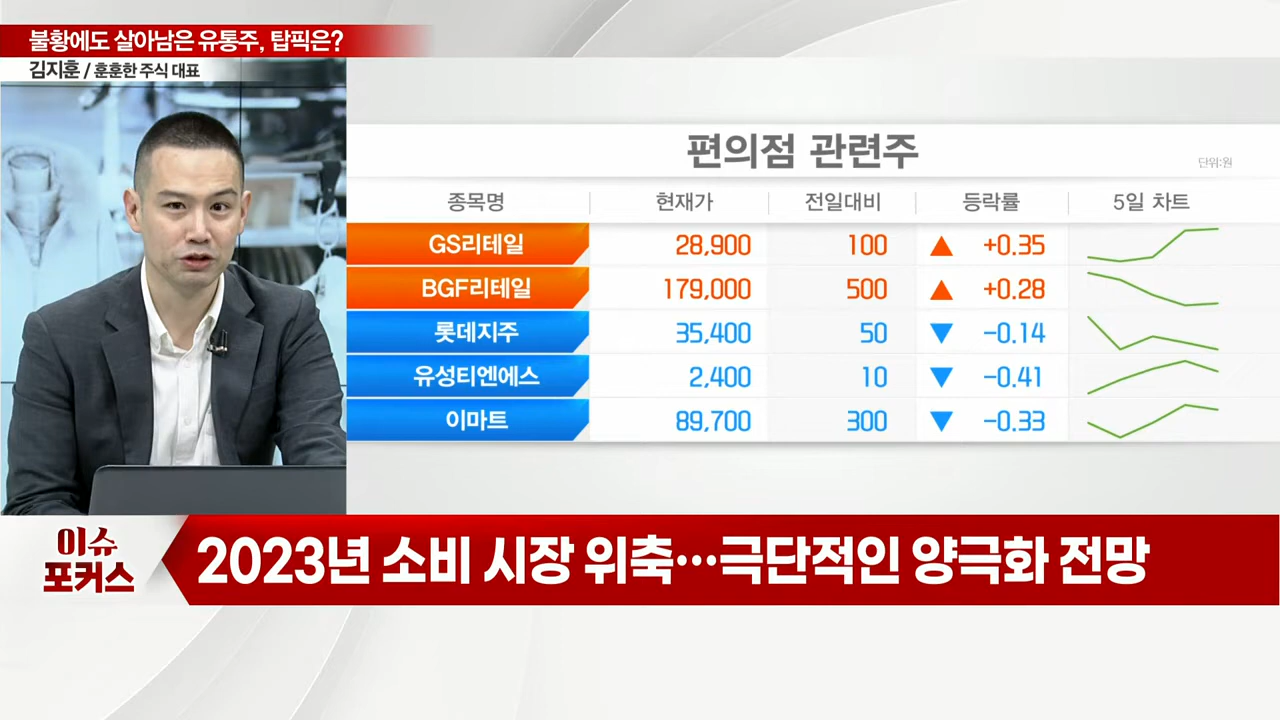 불황에도 살아남은 유통주, 탑픽은?
김지훈 / 훈훈한 주식 대표
편의점 관련주
단위:원
종목명 현재가 전일대비 등락률 5일 차트
GS리테일 28,900 100 ▲ +0.35
BGF리테일 179,000 500 ▲ +0.28
롯데지주 35,400 50 ▼ -0.14
유성티엔에스 2,400 10 ▼ -0.41
이마트 89,700 300 ▼ -0.33
이슈
포커스
2023년 소비 시장 위축…극단적인 양극화 전망